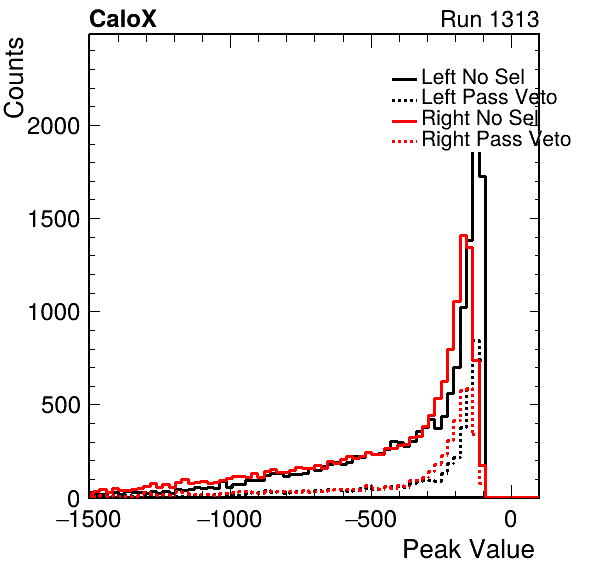 CaloX Run 1313
Counts
Left No Sel
Left Pass Veto
Right No Sel
Right Pass Veto
2000
1500
1000
500
0
−1500 −1000 −500 0
Peak Value